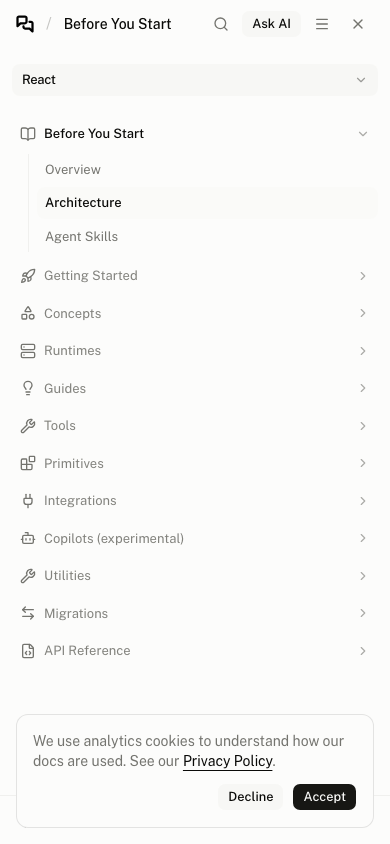 / Before You Start Ask AI
React
Before You Start
Overview
Architecture
Agent Skills
Getting Started
Concepts
Runtimes
Guides
Tools
Primitives
Integrations
Copilots (experimental)
Utilities
Migrations
API Reference
We use analytics cookies to understand how our
docs are used. See our Privacy Policy.
Decline Accept